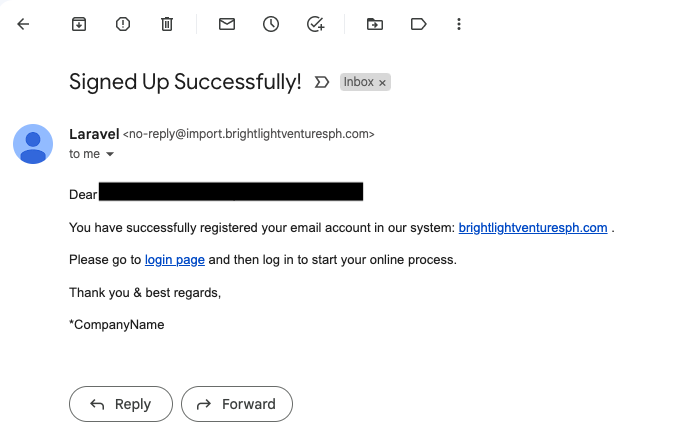 Signed Up Successfully! Inbox ×
Laravel <no-reply@import.brightlightventuresph.com>
to me
Dear
You have successfully registered your email account in our system: brightlightventuresph.com .
Please go to login page and then log in to start your online process.
Thank you & best regards,
*CompanyName
Reply Forward